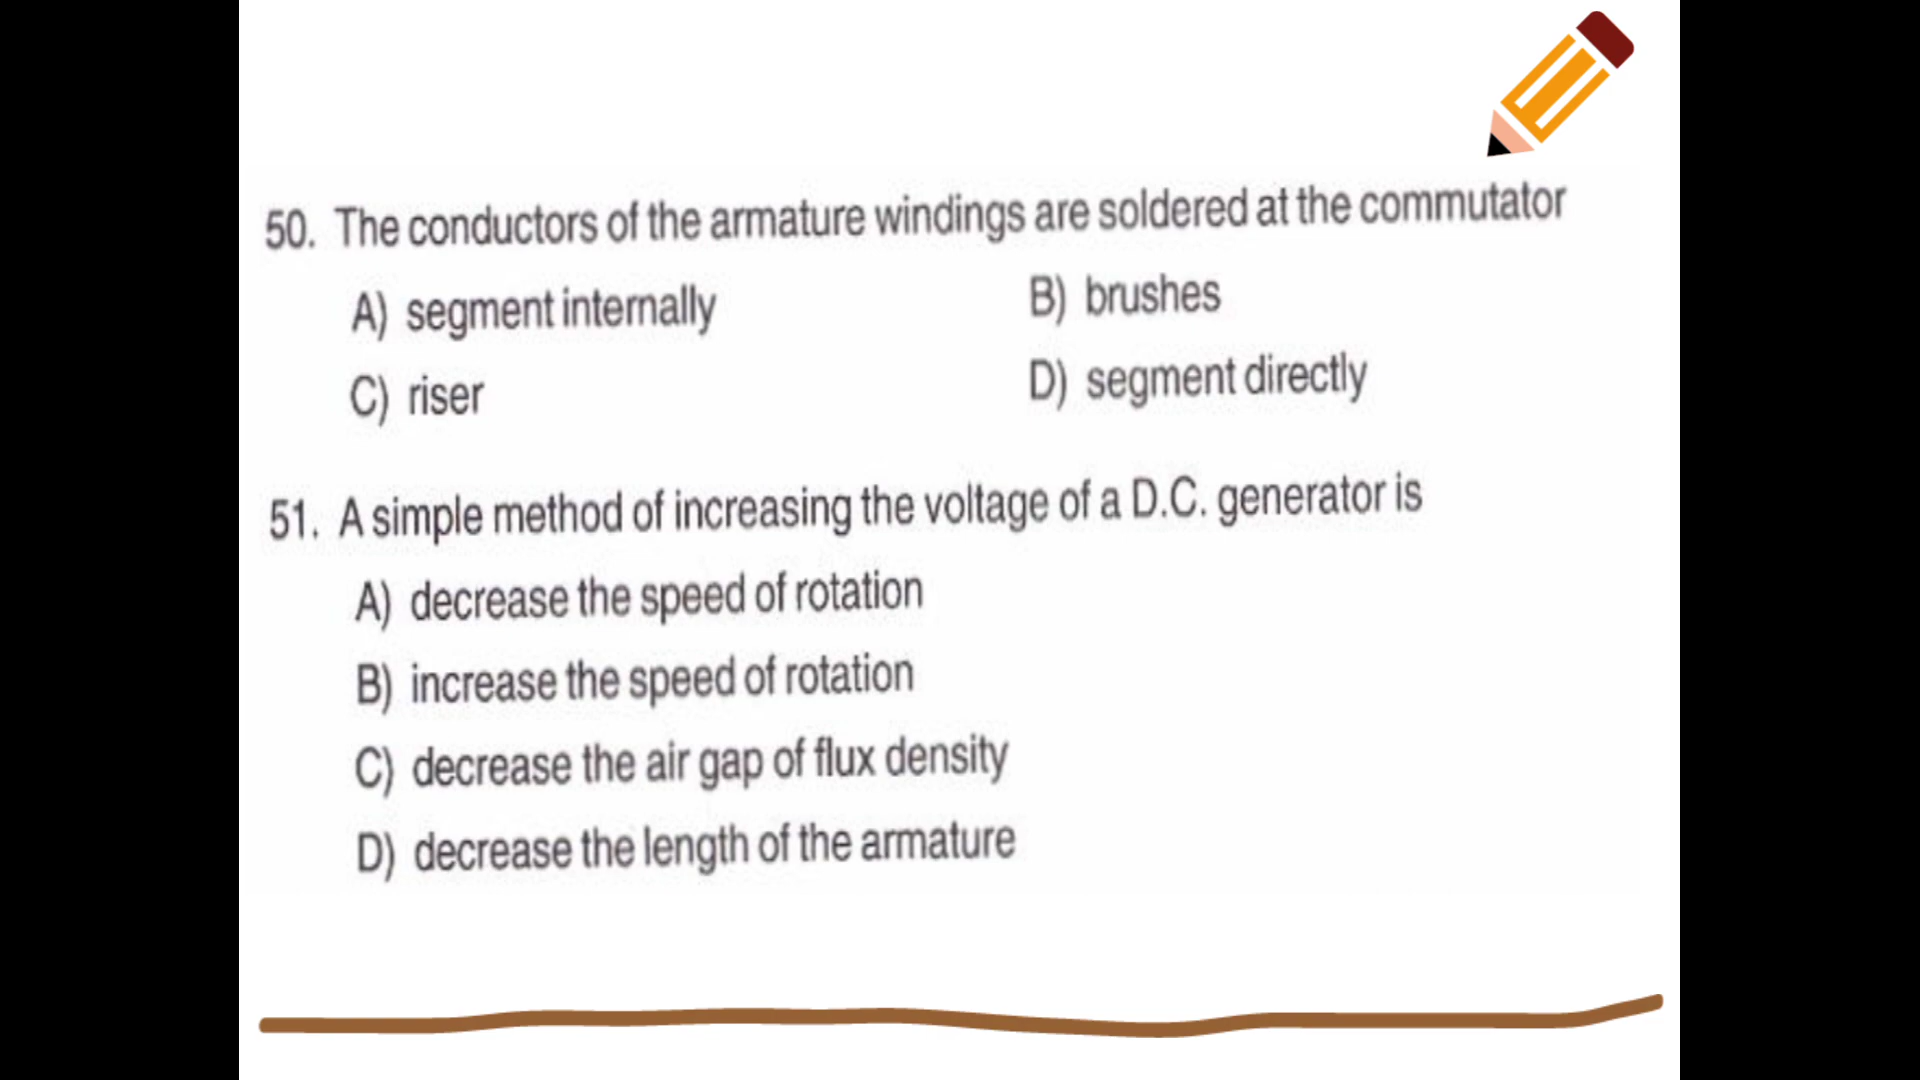 50. The conductors of the armature windings are soldered at the commutator
A) segment internally
B) brushes
C) riser
D) segment directly
51. A simple method of increasing the voltage of a D.C. generator is
A) decrease the speed of rotation
B) increase the speed of rotation
C) decrease the air gap of flux density
D) decrease the length of the armature